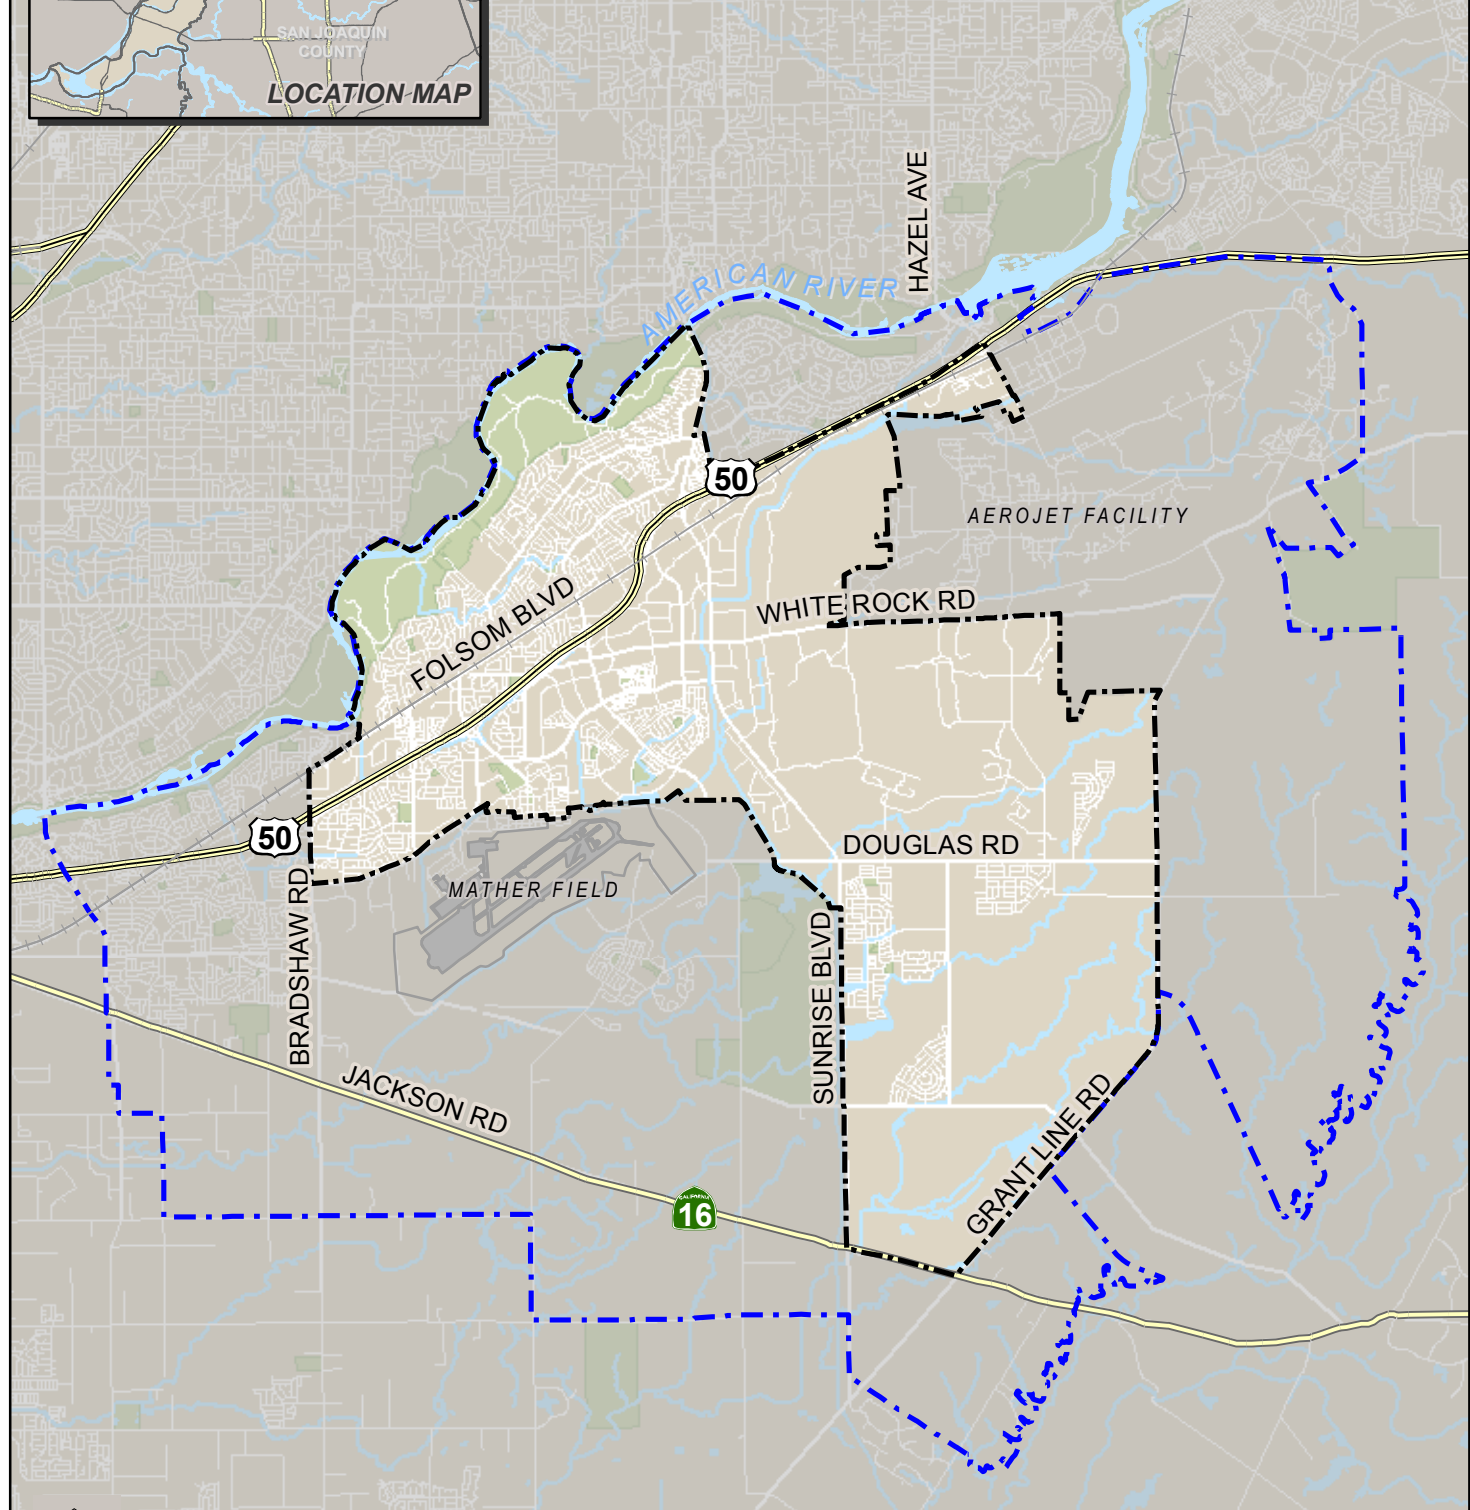 SAN JOAQUIN
COUNTY
LOCATION MAP
HAZEL AVE
AMERICAN RIVER
50
AEROJET FACILITY
FOLSOM BLVD
WHITE ROCK RD
50
DOUGLAS RD
MATHER FIELD
BRADSHAW RD
SUNRISE BLVD
JACKSON RD
GRANT LINE RD
CALIFORNIA
16